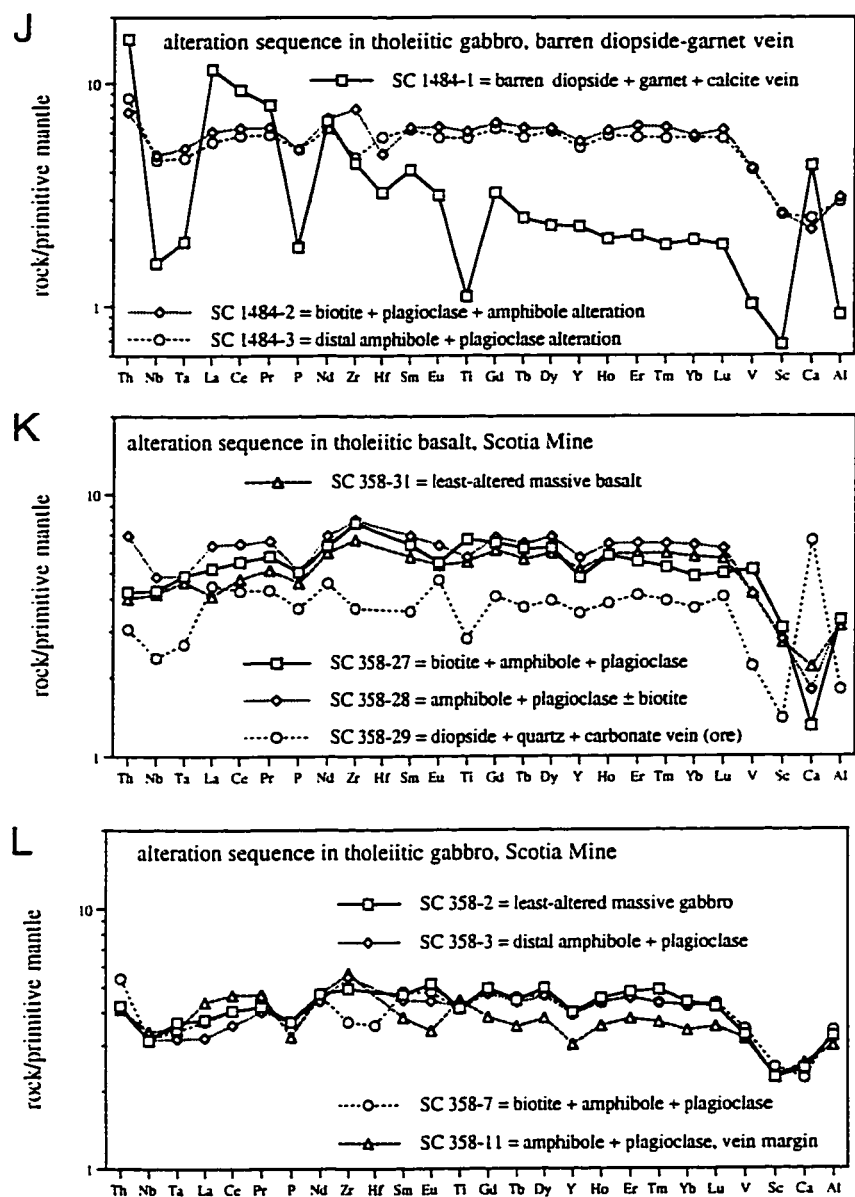 J
alteration sequence in tholeiitic gabbro, barren diopside-garnet vein
SC 1484-1 = barren diopside + garnet + calcite vein
10
rock/primitive mantle
1
SC 1484-2 = biotite + plagioclase + amphibole alteration
SC 1484-3 = distal amphibole + plagioclase alteration
Th Nb Ta La Ce Pr P Nd Zr Hf Sm Eu Ti Gd Tb Dy Y Ho Er Tm Yb Lu V Sc Ca Al
K
alteration sequence in tholeiitic basalt, Scotia Mine
SC 358-31 = least-altered massive basalt
10
rock/primitive mantle
SC 358-27 = biotite + amphibole + plagioclase
SC 358-28 = amphibole + plagioclase ± biotite
SC 358-29 = diopside + quartz + carbonate vein (ore)
1
Th Nb Ta La Ce Pr P Nd Zr Hf Sm Eu Ti Gd Tb Dy Y Ho Er Tm Yb Lu V Sc Ca Al
L
alteration sequence in tholeiitic gabbro, Scotia Mine
SC 358-2 = least-altered massive gabbro
10
SC 358-3 = distal amphibole + plagioclase
rock/primitive mantle
SC 358-7 = biotite + amphibole + plagioclase
SC 358-11 = amphibole + plagioclase, vein margin
1
Th Nb Ta La Ce Pr P Nd Zr Hf Sm Eu Ti Gd Tb Dy Y Ho Er Tm Yb Lu V Sc Ca Al